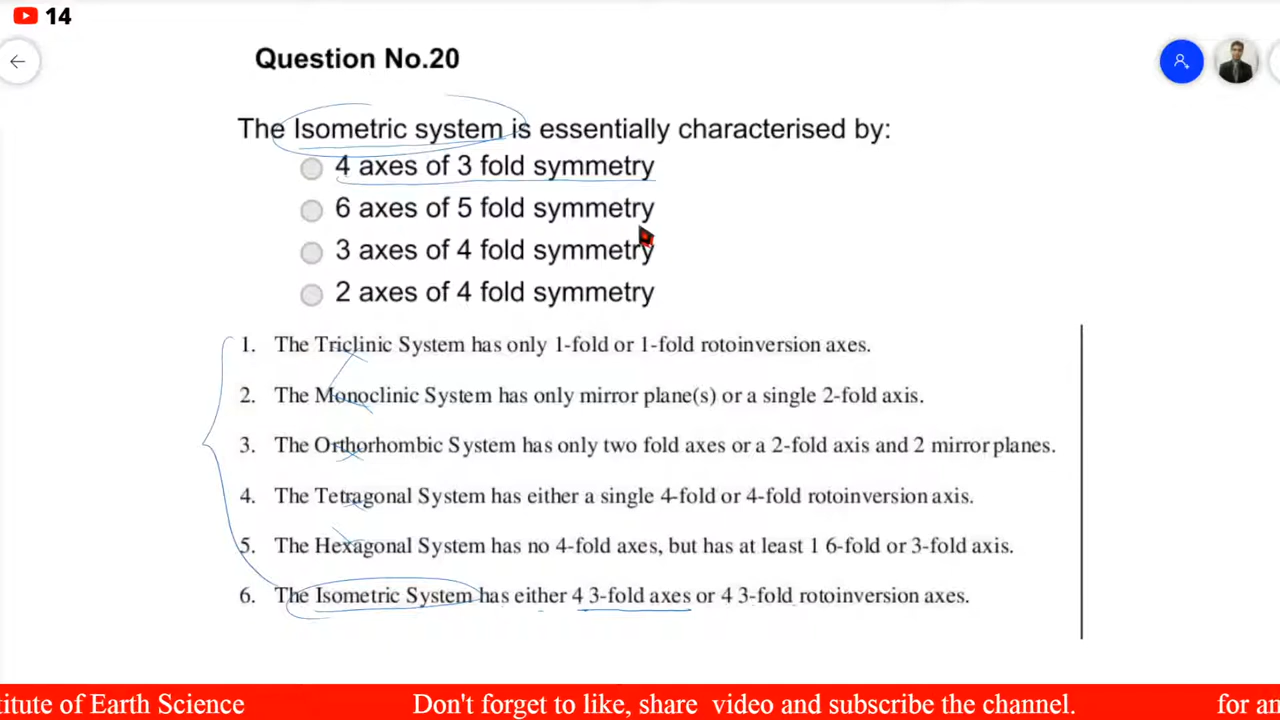 14
Question No.20
The Isometric system is essentially characterised by:
4 axes of 3 fold symmetry
6 axes of 5 fold symmetry
3 axes of 4 fold symmetry
2 axes of 4 fold symmetry
1. The Triclinic System has only 1-fold or 1-fold rotoinversion axes.
2. The Monoclinic System has only mirror plane(s) or a single 2-fold axis.
3. The Orthorhombic System has only two fold axes or a 2-fold axis and 2 mirror planes.
4. The Tetragonal System has either a single 4-fold or 4-fold rotoinversion axis.
5. The Hexagonal System has no 4-fold axes, but has at least 1 6-fold or 3-fold axis.
6. The Isometric System has either 4 3-fold axes or 4 3-fold rotoinversion axes.
titute of Earth Science Don't forget to like, share video and subscribe the channel. for an